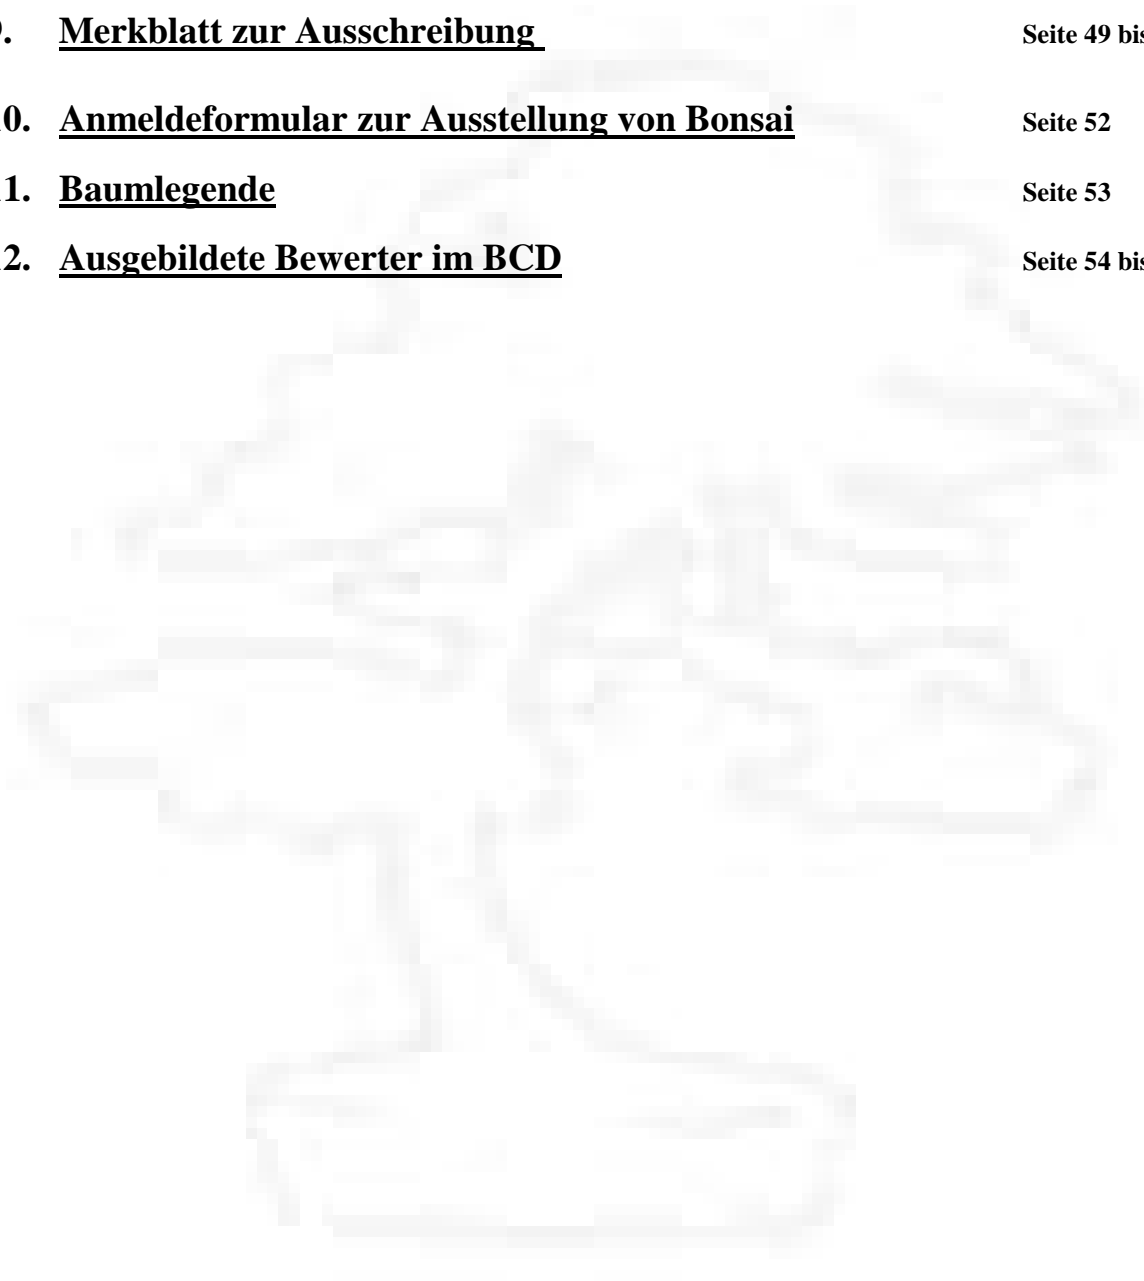 9. Merkblatt zur Ausschreibung Seite 49 bis
10. Anmeldeformular zur Ausstellung von Bonsai Seite 52
11. Baumlegende Seite 53
12. Ausgebildete Bewerter im BCD Seite 54 bis